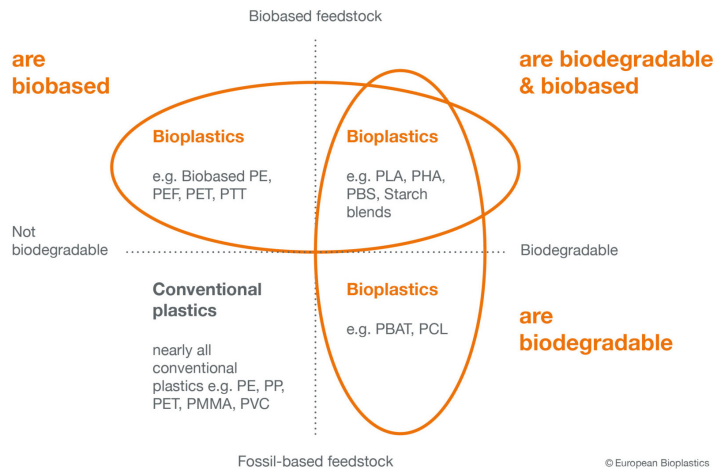 Biobased feedstock
are
biobased
are biodegradable
& biobased
Bioplastics
e.g. Biobased PE,
PEF, PET, PTT
Bioplastics
e.g. PLA, PHA,
PBS, Starch
blends
Not
biodegradable
Biodegradable
Conventional
plastics
nearly all
conventional
plastics e.g. PE, PP,
PET, PMMA, PVC
Bioplastics
e.g. PBAT, PCL
are
biodegradable
Fossil-based feedstock
© European Bioplastics